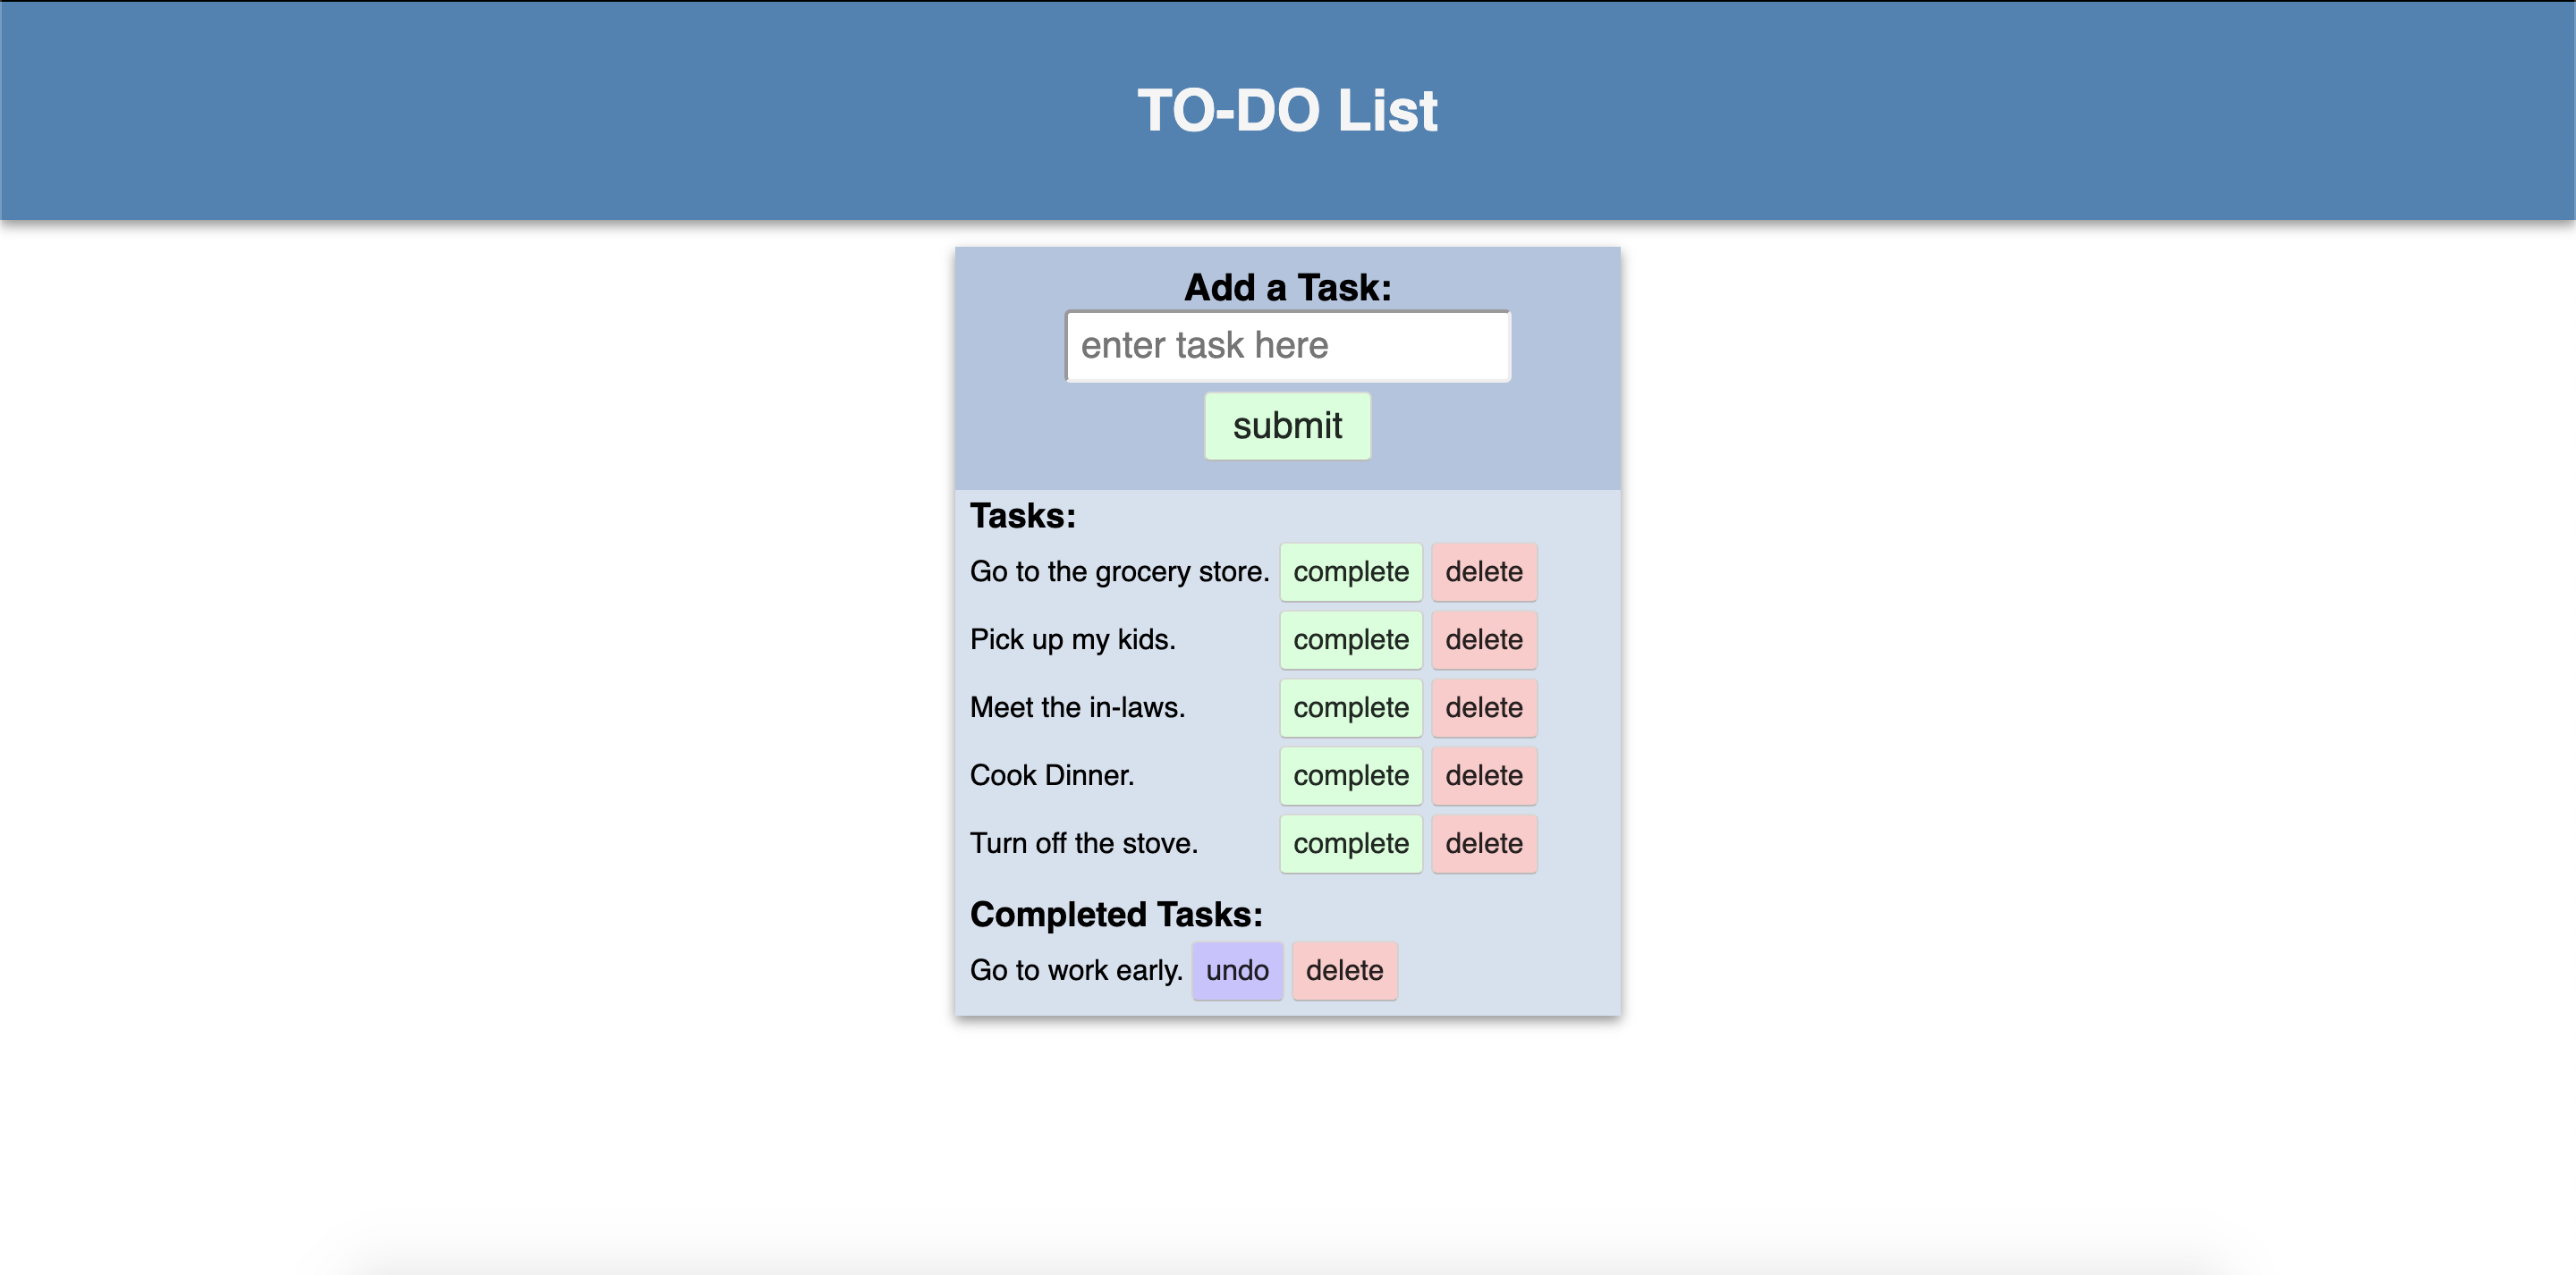 TO-DO List
Add a Task:
enter task here
submit
Tasks:
Go to the grocery store. complete delete
Pick up my kids. complete delete
Meet the in-laws. complete delete
Cook Dinner. complete delete
Turn off the stove. complete delete
Completed Tasks:
Go to work early. undo delete